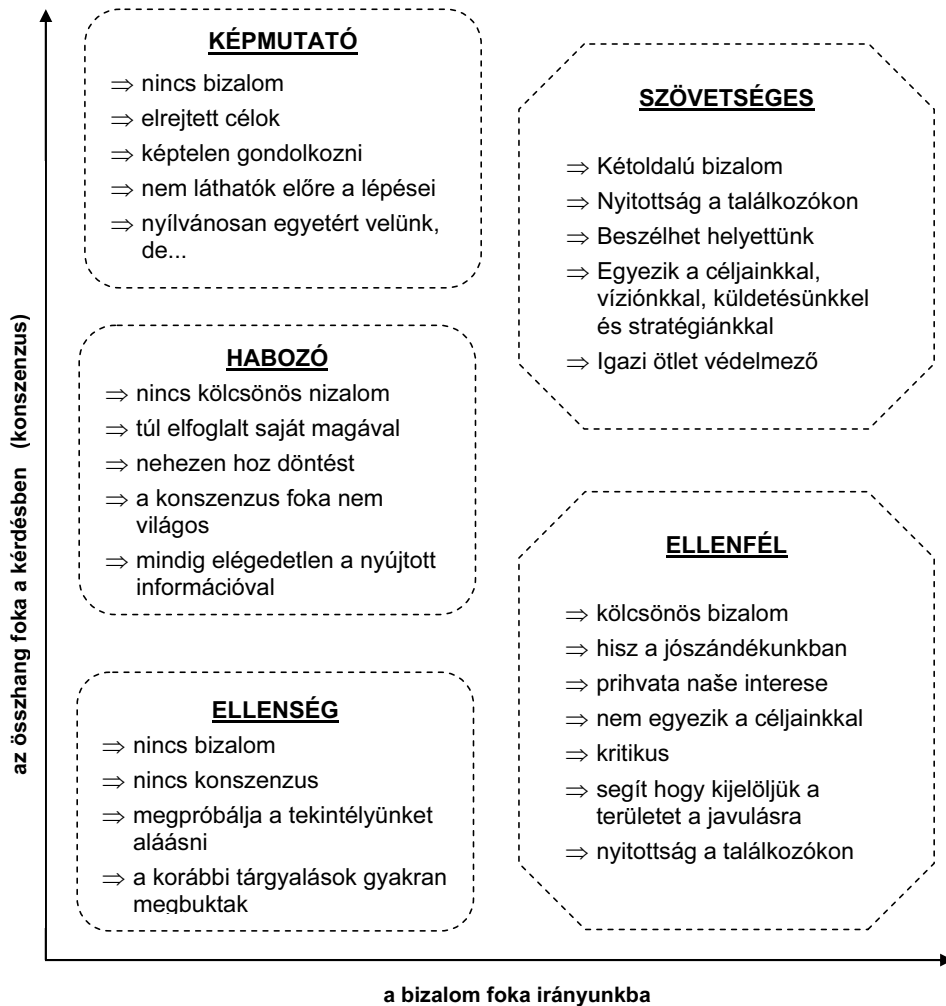 az összhang foka a kérdésben (konszenzus)
KÉPMUTATÓ
⇒ nincs bizalom
⇒ elrejtett célok
⇒ képtelen gondolkozni
⇒ nem láthatók előre a lépései
⇒ nyílvánosan egyetért velünk,
de...
SZÖVETSÉGES
⇒ Kétoldalú bizalom
⇒ Nyitottság a találkozókon
⇒ Beszélhet helyettünk
⇒ Egyezik a céljainkkal,
víziónkkal, küldetésünkkel
és stratégiánkkal
⇒ Igazi ötlet védelmező
HABOZÓ
⇒ nincs kölcsönös nizalom
⇒ túl elfoglalt saját magával
⇒ nehezen hoz döntést
⇒ a konszenzus foka nem
világos
⇒ mindig elégedetlen a nyújtott
információval
ELLENFÉL
⇒ kölcsönös bizalom
⇒ hisz a jószándékunkban
⇒ prihvata naše interese
⇒ nem egyezik a céljainkkal
⇒ kritikus
⇒ segít hogy kijelöljük a
területet a javulásra
⇒ nyitottság a találkozókon
ELLENSÉG
⇒ nincs bizalom
⇒ nincs konszenzus
⇒ megpróbálja a tekintélyünket
aláásni
⇒ a korábbi tárgyalások gyakran
megbuktak
a bizalom foka irányunkba